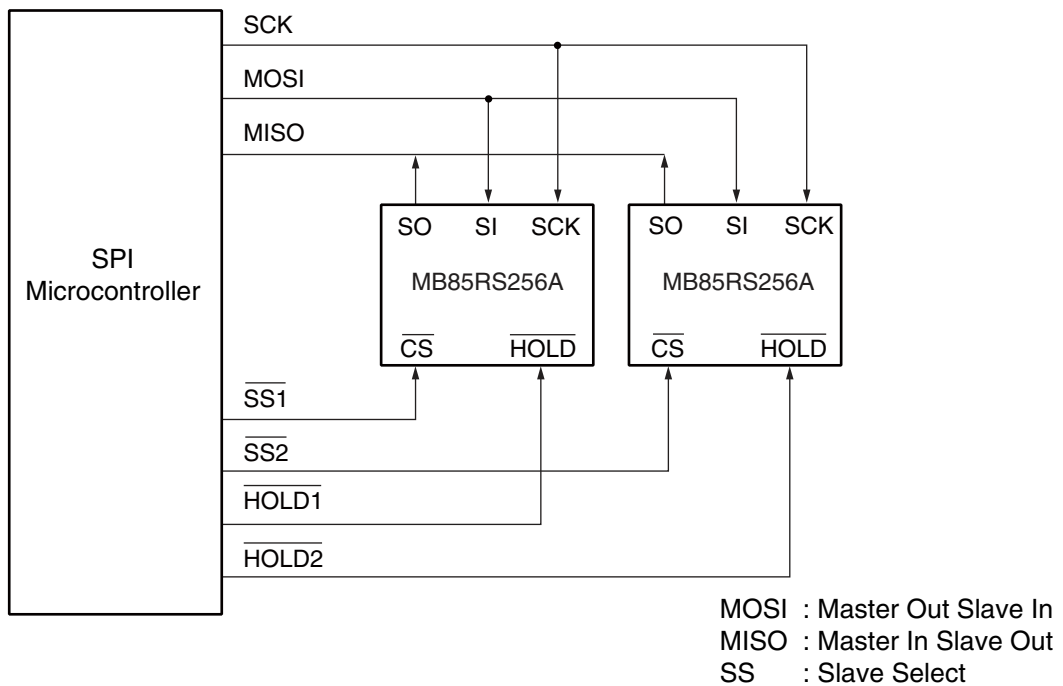 SCK
MOSI
MISO
SO SI SCK
MB85RS256A
CS HOLD
SO SI SCK
MB85RS256A
CS HOLD
SPI
Microcontroller
SS1
SS2
HOLD1
HOLD2
MOSI : Master Out Slave In
MISO : Master In Slave Out
SS : Slave Select